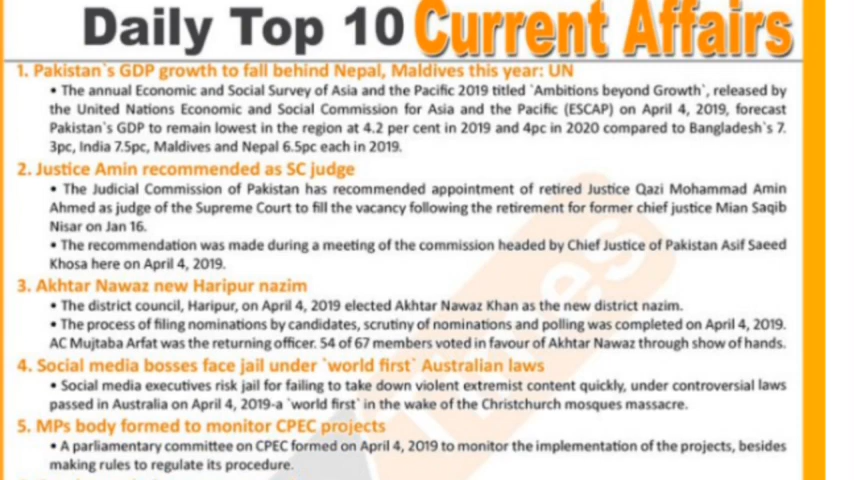 Daily Top 10 Current Affairs
1. Pakistan`s GDP growth to fall behind Nepal, Maldives this year: UN
• The annual Economic and Social Survey of Asia and the Pacific 2019 titled `Ambitions beyond Growth`, released by
the United Nations Economic and Social Commission for Asia and the Pacific (ESCAP) on April 4, 2019, forecast
Pakistan`s GDP to remain lowest in the region at 4.2 per cent in 2019 and 4pc in 2020 compared to Bangladesh`s 7.
3pc, India 7.5pc, Maldives and Nepal 6.5pc each in 2019.
2. Justice Amin recommended as SC judge
• The Judicial Commission of Pakistan has recommended appointment of retired Justice Qazi Mohammad Amin
Ahmed as judge of the Supreme Court to fill the vacancy following the retirement for former chief justice Mian Saqib
Nisar on Jan 16.
• The recommendation was made during a meeting of the commission headed by Chief Justice of Pakistan Asif Saeed
Khosa here on April 4, 2019.
3. Akhtar Nawaz new Haripur nazim
• The district council, Haripur, on April 4, 2019 elected Akhtar Nawaz Khan as the new district nazim.
• The process of filing nominations by candidates, scrutiny of nominations and polling was completed on April 4, 2019.
AC Mujtaba Arfat was the returning officer. 54 of 67 members voted in favour of Akhtar Nawaz through show of hands.
4. Social media bosses face jail under `world first` Australian laws
• Social media executives risk jail for failing to take down violent extremist content quickly, under controversial laws
passed in Australia on April 4, 2019-a `world first` in the wake of the Christchurch mosques massacre.
5. MPs body formed to monitor CPEC projects
• A parliamentary committee on CPEC formed on April 4, 2019 to monitor the implementation of the projects, besides
making rules to regulate its procedure.